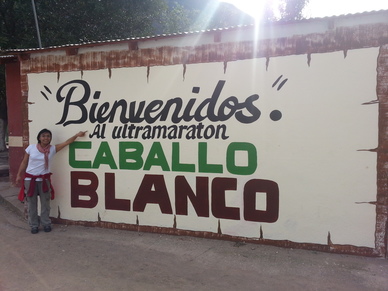 "Bienvenidos."
Al ultramaraton
CABALLO
BLANCO